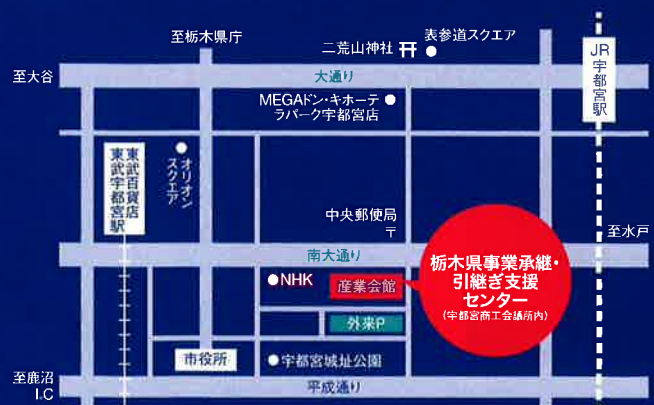 至栃木県庁
二荒山神社
表参道スクエア
至大谷
大通り
JR宇都宮駅
MEGAドン・キホーテ
ラパーク宇都宮店
東武百貨店
東武宇都宮駅
オリオン
スクエア
中央郵便局
〒
至水戸
南大通り
NHK
産業会館
栃木県事業承継・
引継ぎ支援
センター
(宇都宮商工会議所内)
外来P
市役所
宇都宮城址公園
至鹿沼
I.C
平成通り